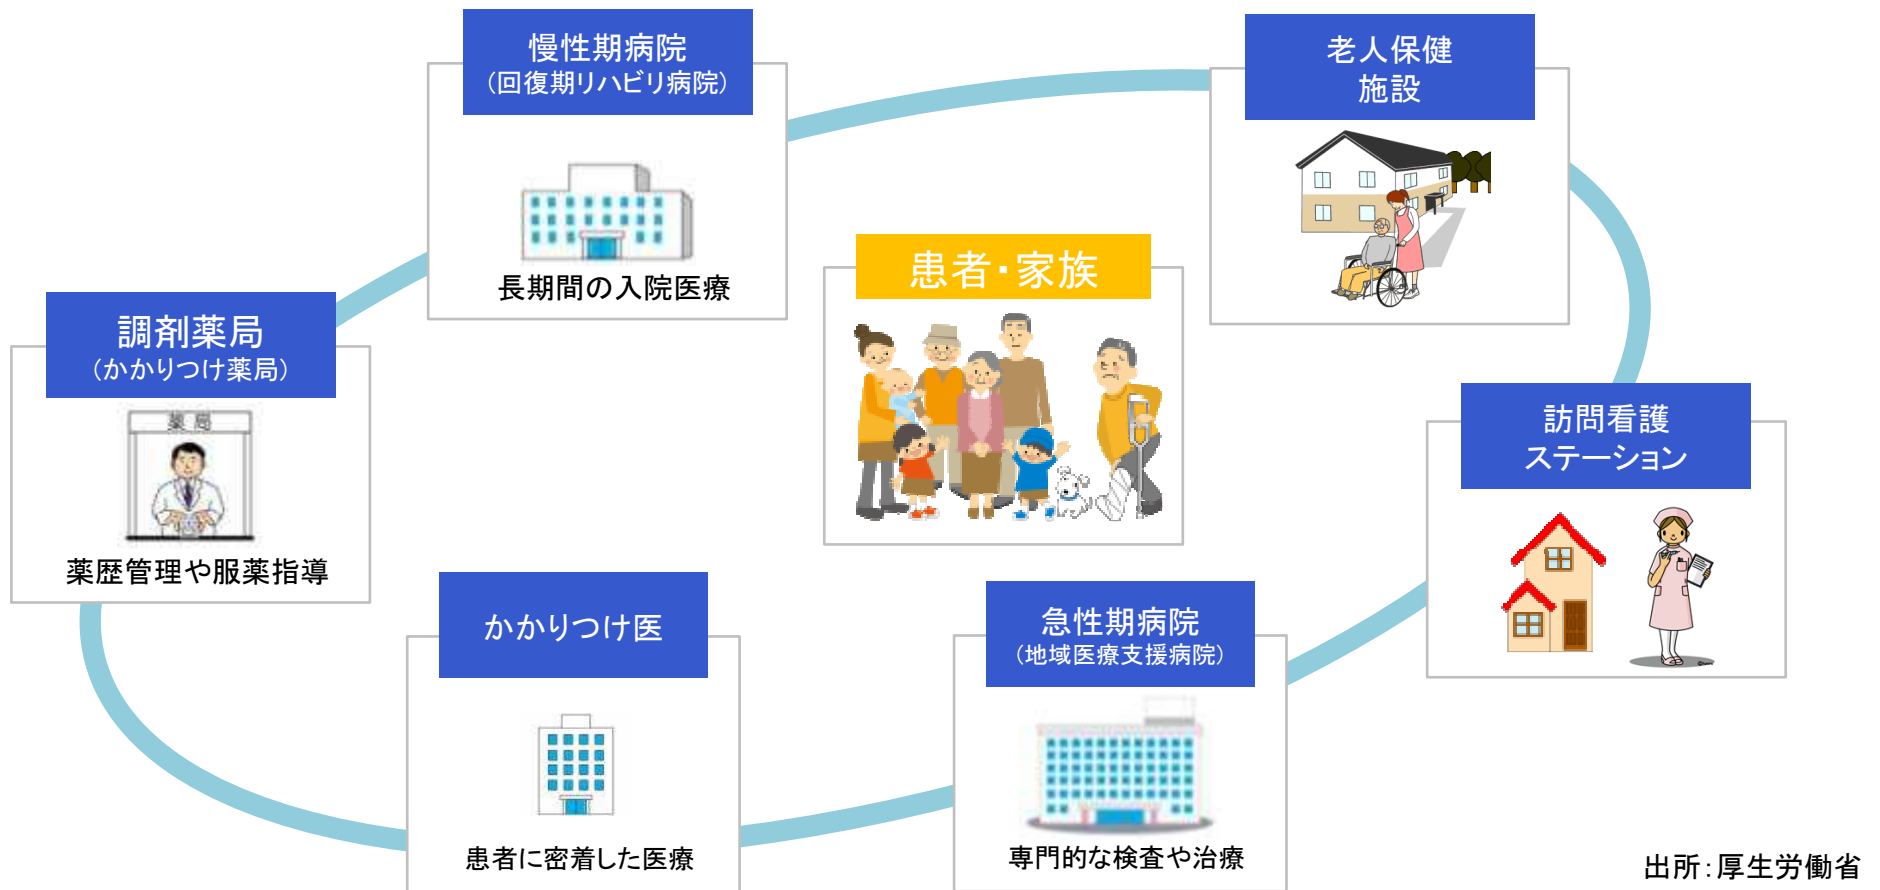 慢性期病院
（回復期リハビリ病院）
長期間の入院医療
老人保健
施設
患者・家族
調剤薬局
（かかりつけ薬局）
薬局
薬歴管理や服薬指導
訪問看護
ステーション
かかりつけ医
患者に密着した医療
急性期病院
（地域医療支援病院）
専門的な検査や治療
出所：厚生労働省